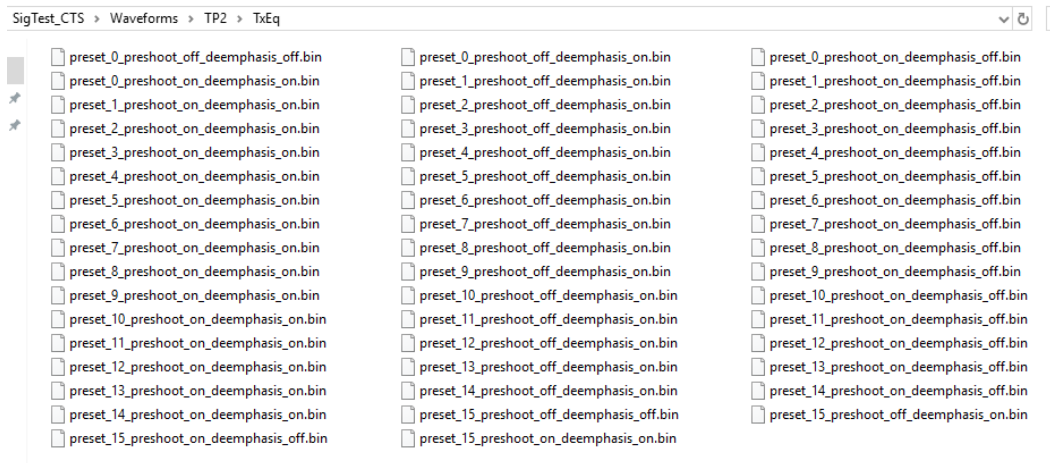 SigTest_CTS > Waveforms > TP2 > TxEq
preset_0_preshoot_off_deemphasis_off.bin
preset_0_preshoot_on_deemphasis_on.bin
preset_1_preshoot_on_deemphasis_on.bin
preset_2_preshoot_on_deemphasis_on.bin
preset_3_preshoot_on_deemphasis_on.bin
preset_4_preshoot_on_deemphasis_on.bin
preset_5_preshoot_on_deemphasis_on.bin
preset_6_preshoot_on_deemphasis_on.bin
preset_7_preshoot_on_deemphasis_on.bin
preset_8_preshoot_on_deemphasis_on.bin
preset_9_preshoot_on_deemphasis_on.bin
preset_10_preshoot_on_deemphasis_on.bin
preset_11_preshoot_on_deemphasis_on.bin
preset_12_preshoot_on_deemphasis_on.bin
preset_13_preshoot_on_deemphasis_on.bin
preset_14_preshoot_on_deemphasis_on.bin
preset_15_preshoot_on_deemphasis_off.bin
preset_0_preshoot_off_deemphasis_on.bin
preset_1_preshoot_off_deemphasis_on.bin
preset_2_preshoot_off_deemphasis_on.bin
preset_3_preshoot_off_deemphasis_on.bin
preset_4_preshoot_off_deemphasis_on.bin
preset_5_preshoot_off_deemphasis_on.bin
preset_6_preshoot_off_deemphasis_on.bin
preset_7_preshoot_off_deemphasis_on.bin
preset_8_preshoot_off_deemphasis_on.bin
preset_9_preshoot_off_deemphasis_on.bin
preset_10_preshoot_off_deemphasis_on.bin
preset_11_preshoot_off_deemphasis_on.bin
preset_12_preshoot_off_deemphasis_on.bin
preset_13_preshoot_off_deemphasis_on.bin
preset_14_preshoot_off_deemphasis_on.bin
preset_15_preshoot_off_deemphasis_off.bin
preset_15_preshoot_on_deemphasis_on.bin
preset_0_preshoot_on_deemphasis_off.bin
preset_1_preshoot_on_deemphasis_off.bin
preset_2_preshoot_on_deemphasis_off.bin
preset_3_preshoot_on_deemphasis_off.bin
preset_4_preshoot_on_deemphasis_off.bin
preset_5_preshoot_on_deemphasis_off.bin
preset_6_preshoot_on_deemphasis_off.bin
preset_7_preshoot_on_deemphasis_off.bin
preset_8_preshoot_on_deemphasis_off.bin
preset_9_preshoot_on_deemphasis_off.bin
preset_10_preshoot_on_deemphasis_off.bin
preset_11_preshoot_on_deemphasis_off.bin
preset_12_preshoot_on_deemphasis_off.bin
preset_13_preshoot_on_deemphasis_off.bin
preset_14_preshoot_on_deemphasis_off.bin
preset_15_preshoot_off_deemphasis_on.bin